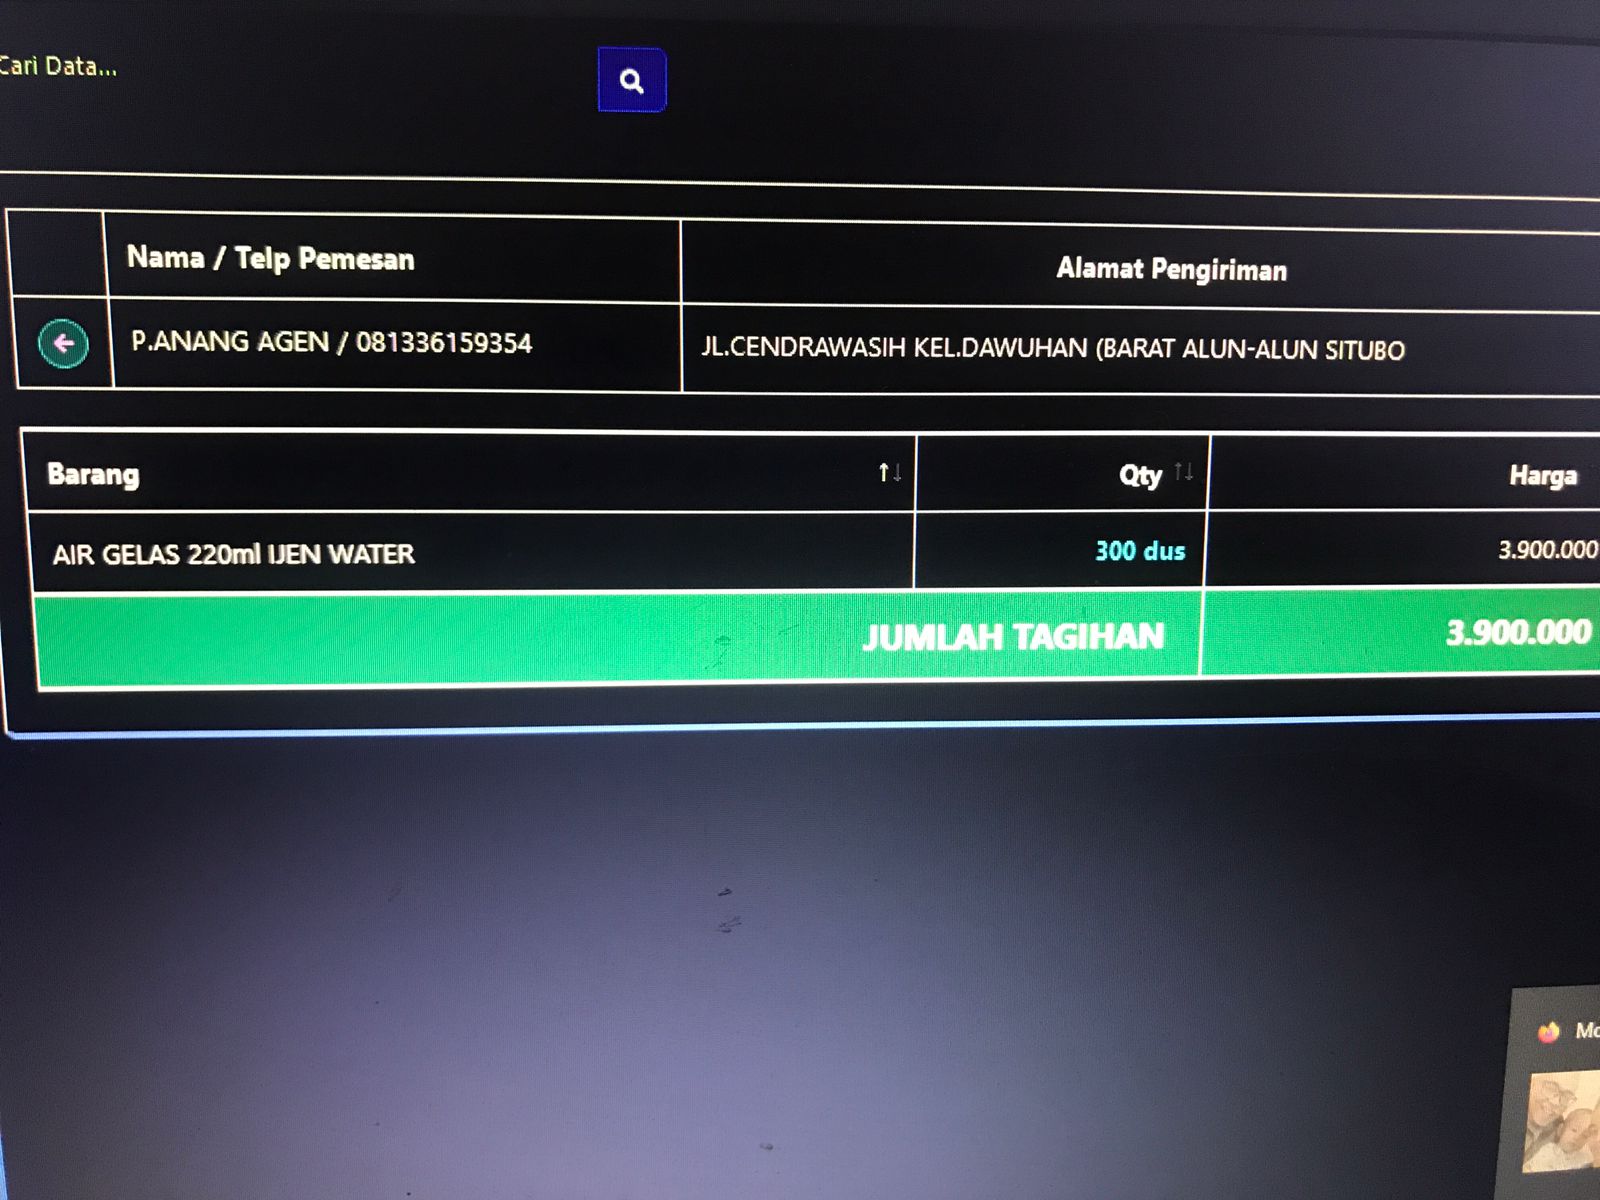 Cari Data...
Nama / Telp Pemesan
Alamat Pengiriman
P.ANANG AGEN / 081336159354
JL.CENDRAWASIH KEL.DAWUHAN (BARAT ALUN-ALUN SITUBO
Barang
Qty
Harga
AIR GELAS 220ml IJEN WATER
300 dus
3.900.000
JUMLAH TAGIHAN
3.900.000